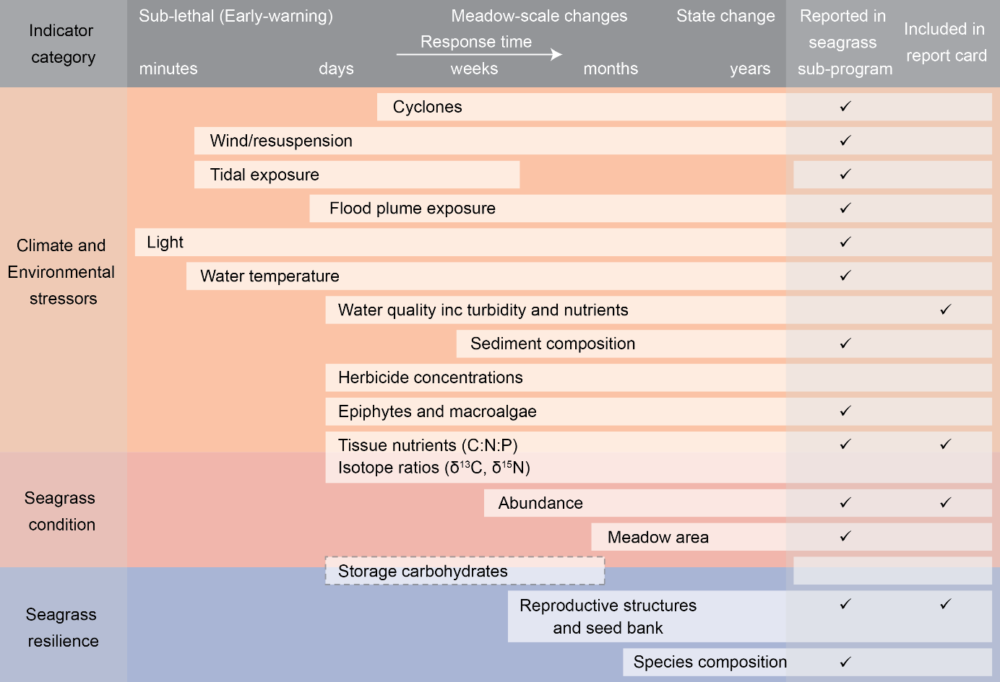 Indicator
category
Sub-lethal (Early-warning)
Meadow-scale changes
State change
Response time
minutes
days
weeks
months
years
Reported in
seagrass
sub-program
Included in
report card
Climate and
Environmental
stressors
Cyclones ✓
Wind/resuspension ✓
Tidal exposure ✓
Flood plume exposure ✓
Light ✓
Water temperature ✓
Water quality inc turbidity and nutrients ✓
Sediment composition ✓
Herbicide concentrations
Epiphytes and macroalgae ✓
Tissue nutrients (C:N:P) ✓ ✓
Isotope ratios (δ¹³C, δ¹⁵N)
Seagrass
condition
Abundance ✓ ✓
Meadow area ✓
Storage carbohydrates
Seagrass
resilience
Reproductive structures ✓ ✓
and seed bank
Species composition ✓